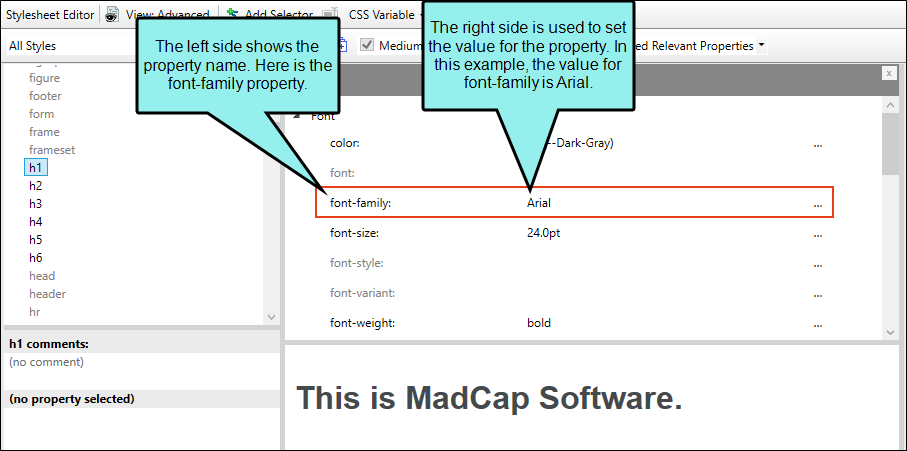 Stylesheet Editor View: Advanced Add Selector CSS Variable
All Styles Medium Relevant Properties
The left side shows the
property name. Here is the
font-family property.
The right side is used to set
the value for the property. In
this example, the value for
font-family is Arial.
figure
footer
form
frame
frameset
h1
h2
h3
h4
h5
h6
head
header
hr
Font
color: --Dark-Gray) ...
font:
font-family: Arial ...
font-size: 24.0pt ...
font-style: ...
font-variant: ...
font-weight: bold ...
h1 comments:
(no comment)
(no property selected)
This is MadCap Software.